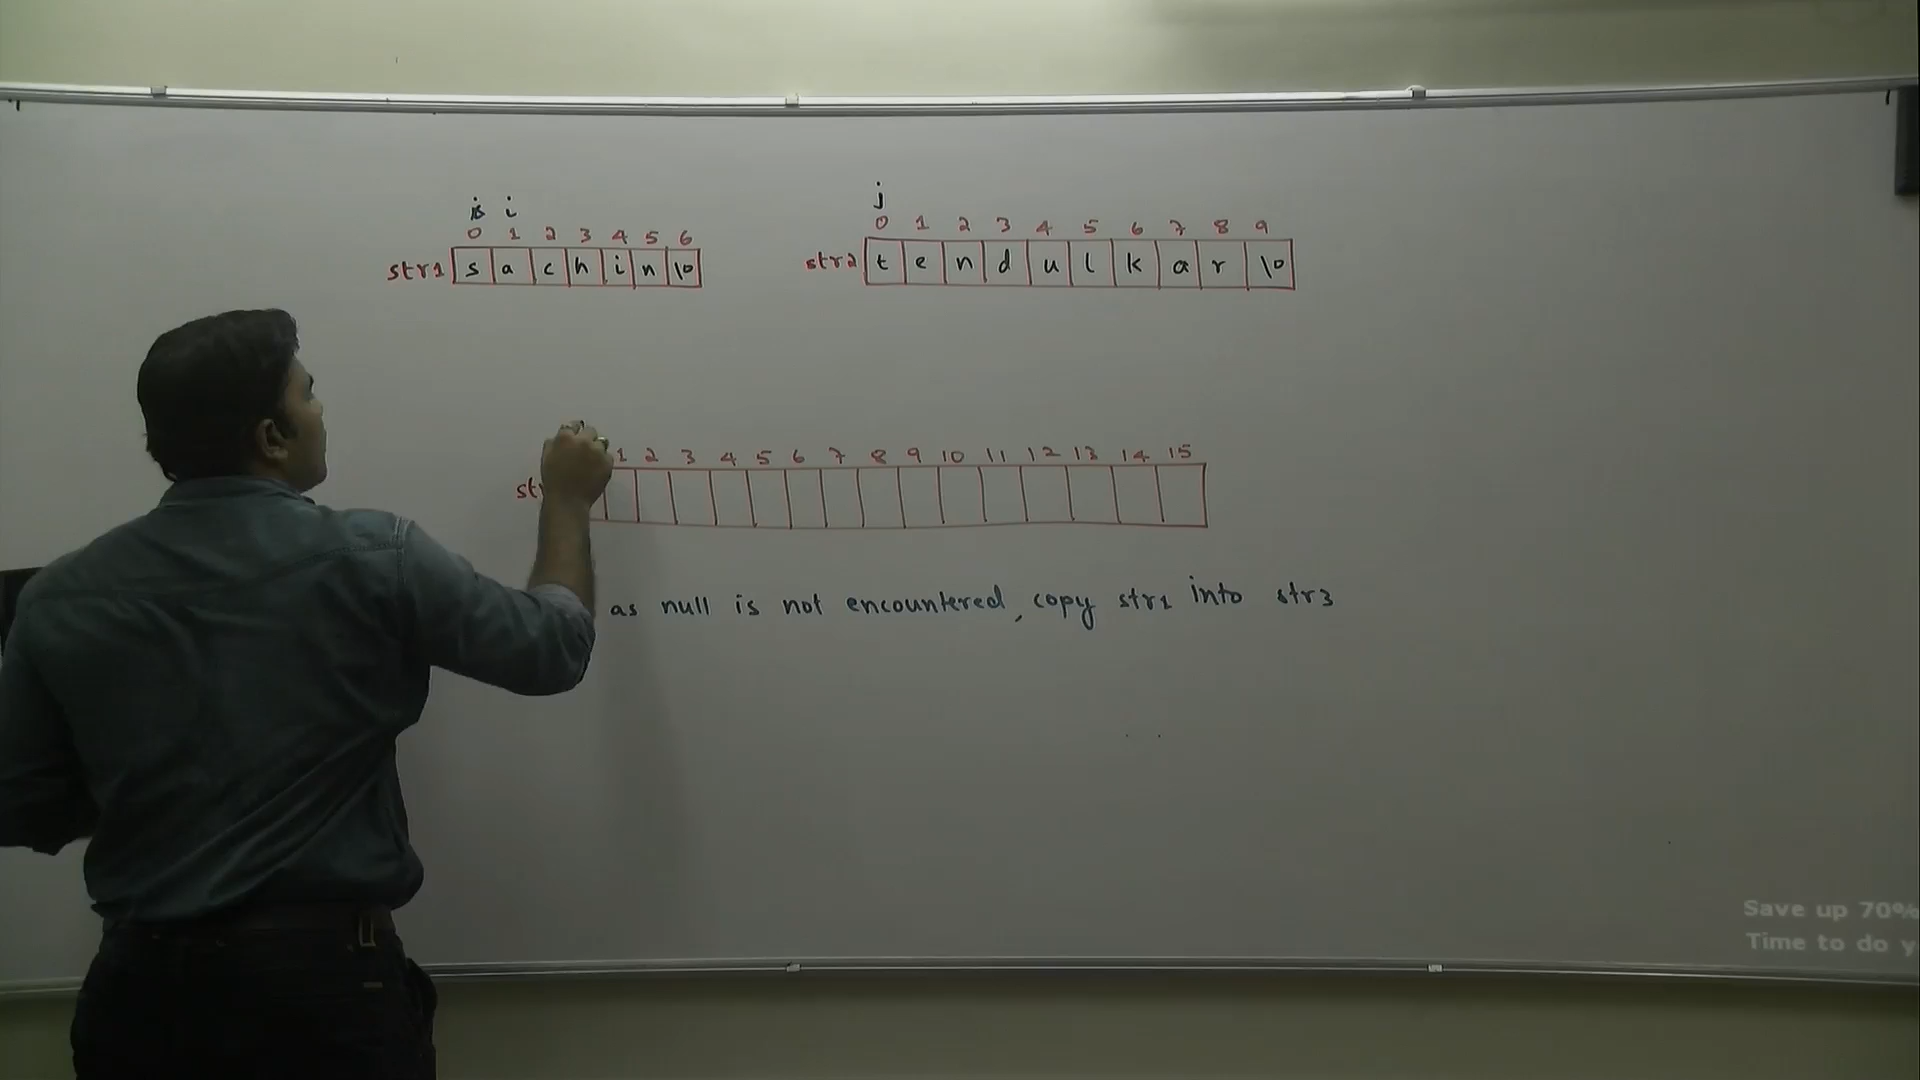 i i j
0 1 2 3 4 5 6 0 1 2 3 4 5 6 7 8 9
str1 s a c h i n \0 str2 t e n d u l k a r \0
1 2 3 4 5 6 7 8 9 10 11 12 13 14 15
st
as null is not encountered, copy str1 into str3
Save up 70%
Time to do y